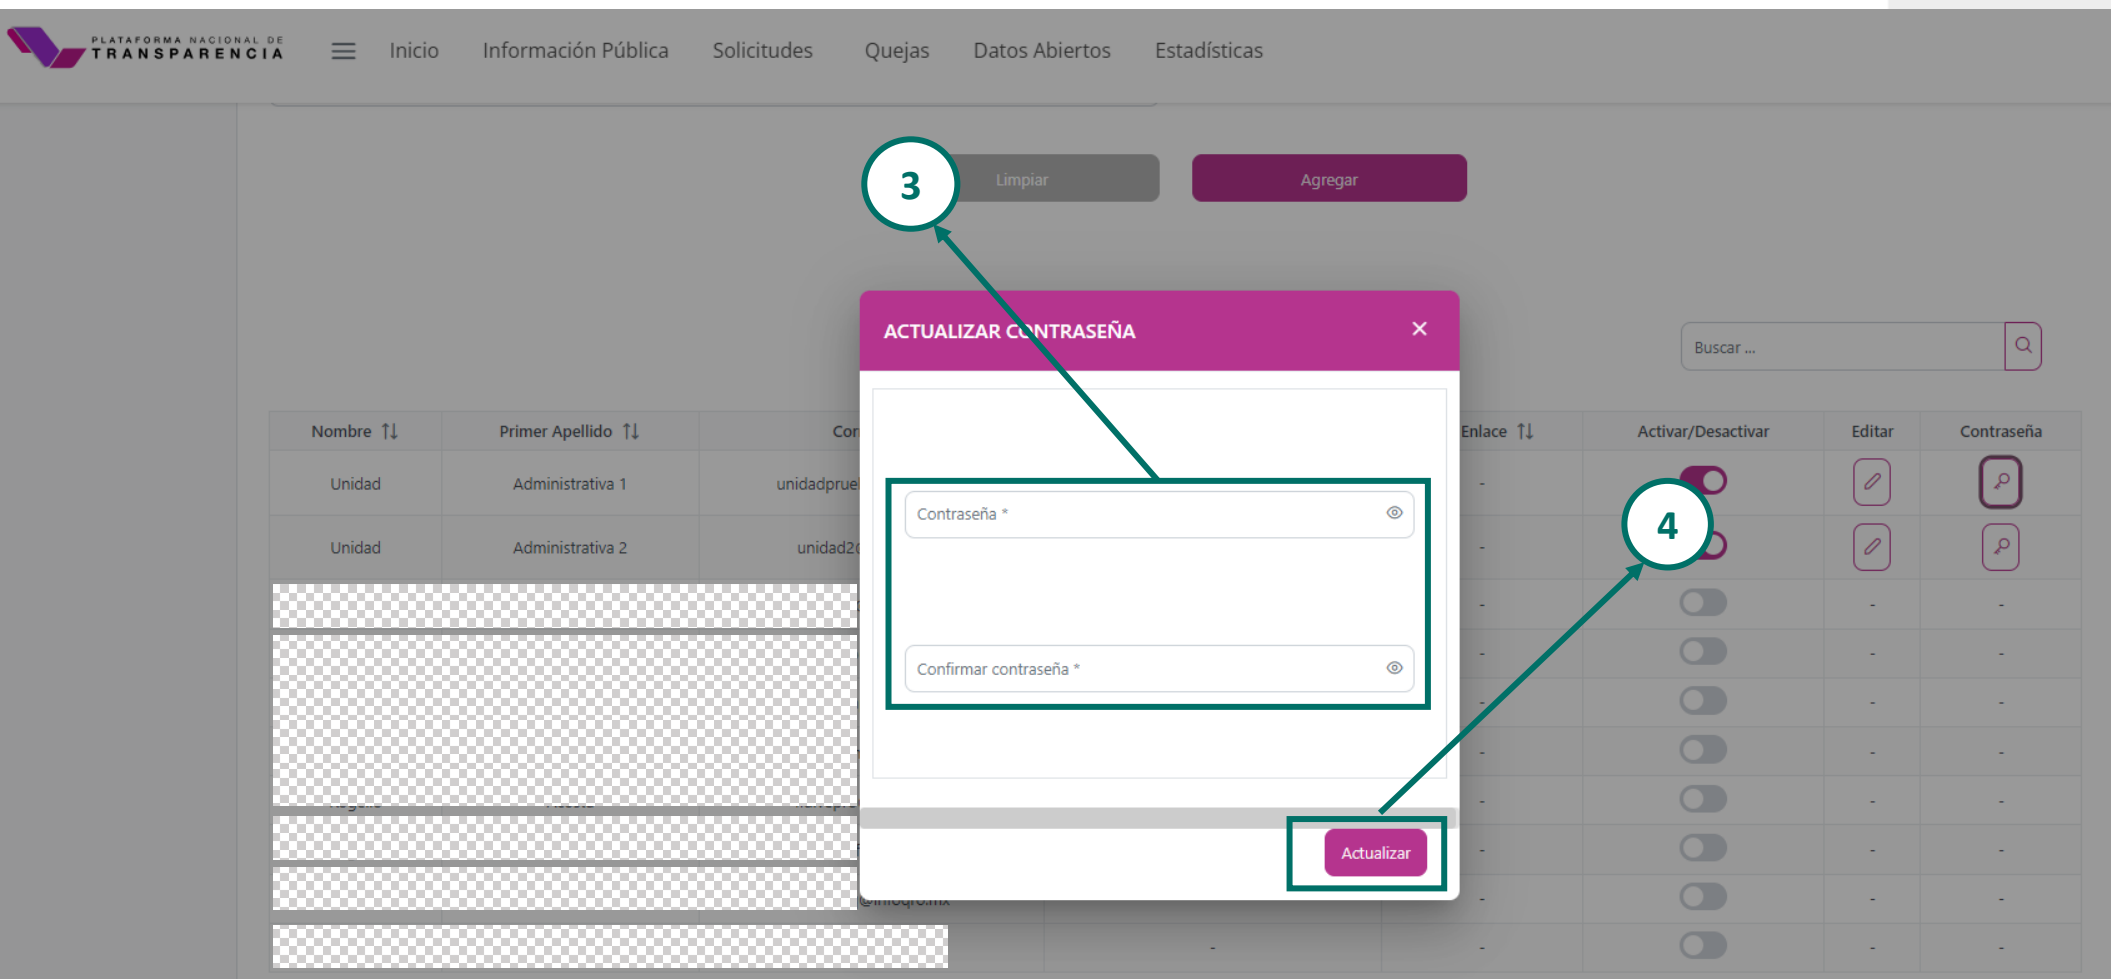 PLATAFORMA NACIONAL DE
TRANSPARENCIA
Inicio Información Pública Solicitudes Quejas Datos Abiertos Estadísticas
3
Limpiar Agregar
ACTUALIZAR CONTRASEÑA
Buscar ...
Nombre Primer Apellido Enlace Activar/Desactivar Editar Contraseña
Unidad Administrativa 1 -
Contraseña *
4
Unidad Administrativa 2 -
- - -
Confirmar contraseña *
- - -
- - -
- - -
- - -
Actualizar
- - -
- - -
- - - -